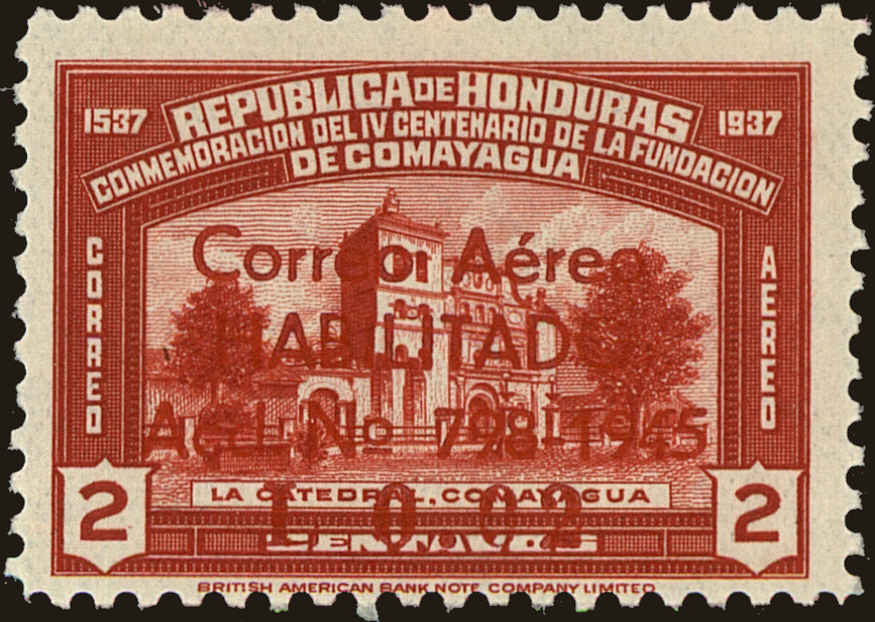 REPUBLICA DE HONDURAS
1537
1937
CONMEMORACION DEL IV CENTENARIO DE LA FUNDACION
DE COMAYAGUA
CORREO
AEREO
Correo Aéreo
HABILITADO
Acd. No 798-1945
LA CATEDRAL, COMAYAGUA
L 0.02
2
2
CENTAVOS
BRITISH AMERICAN BANK NOTE COMPANY LIMITED